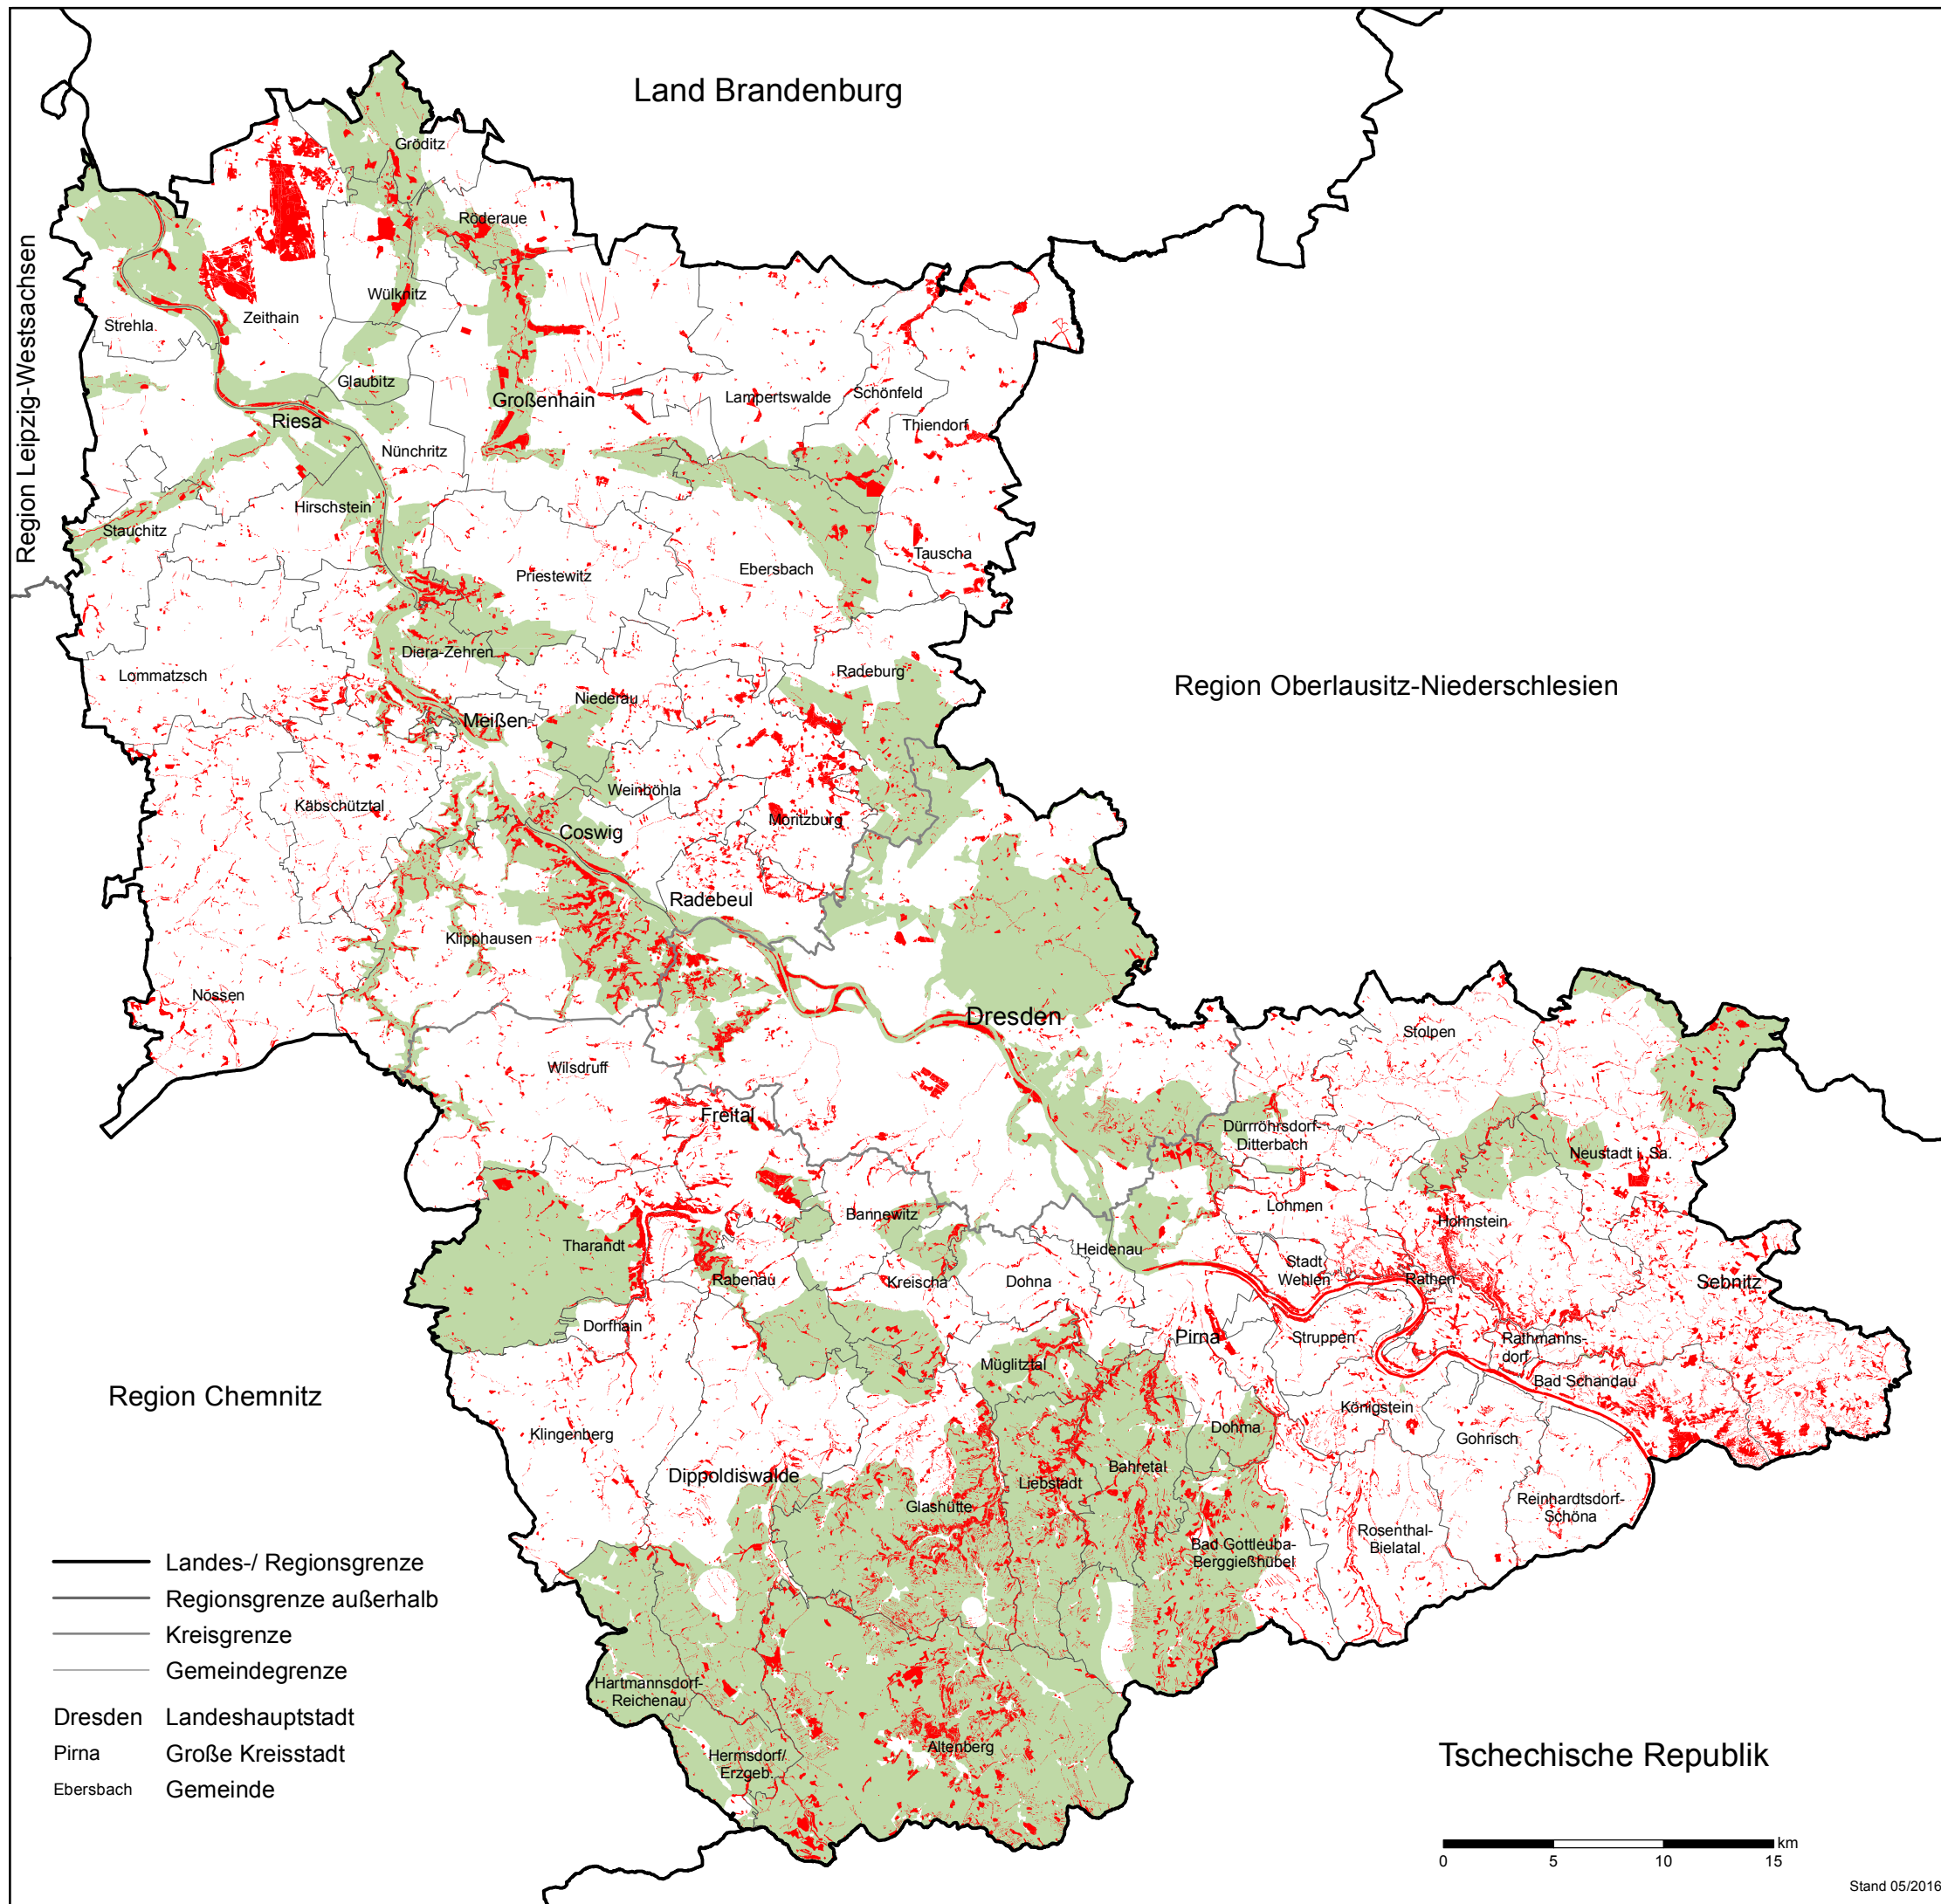 Land Brandenburg
Gröditz
Röderaue
Region Leipzig-Westsachsen
Wülknitz
Zeithain
Strehla
Glaubitz
Großenhain
Lampertswalde
Schönfeld
Riesa
Thiendorf
Nünchritz
Hirschstein
Stauchitz
Tauscha
Priestewitz
Ebersbach
Diera-Zehren
Lommatzsch
Radeburg
Niederau
Region Oberlausitz-Niederschlesien
Meißen
Weinböhla
Käbschütztal
Moritzburg
Coswig
Radebeul
Klipphausen
Nossen
Dresden
Stolpen
Wilsdruff
Freital
Dürrröhrsdorf-
Ditterbach
Neustadt i. Sa.
Bannewitz
Lohmen
Hohnstein
Tharandt
Heidenau
Stadt
Wehlen
Rabenau
Kreischa
Dohna
Rathen
Sebnitz
Dorfhain
Pirna
Struppen
Rathmanns-
dorf
Müglitztal
Bad Schandau
Region Chemnitz
Königstein
Klingenberg
Dohma
Gohrisch
Dippoldiswalde
Bahretal
Liebstadt
Glashütte
Reinhardtsdorf-
Schöna
Rosenthal-
Bielatal
Bad Gottleuba-
Berggießhübel
Landes-/ Regionsgrenze
Regionsgrenze außerhalb
Kreisgrenze
Gemeindegrenze
Hartmannsdorf-
Reichenau
Dresden Landeshauptstadt
Pirna Große Kreisstadt
Ebersbach Gemeinde
Altenberg
Hermsdorf/
Erzgeb.
Tschechische Republik
km
0 5 10 15
Stand 05/2016